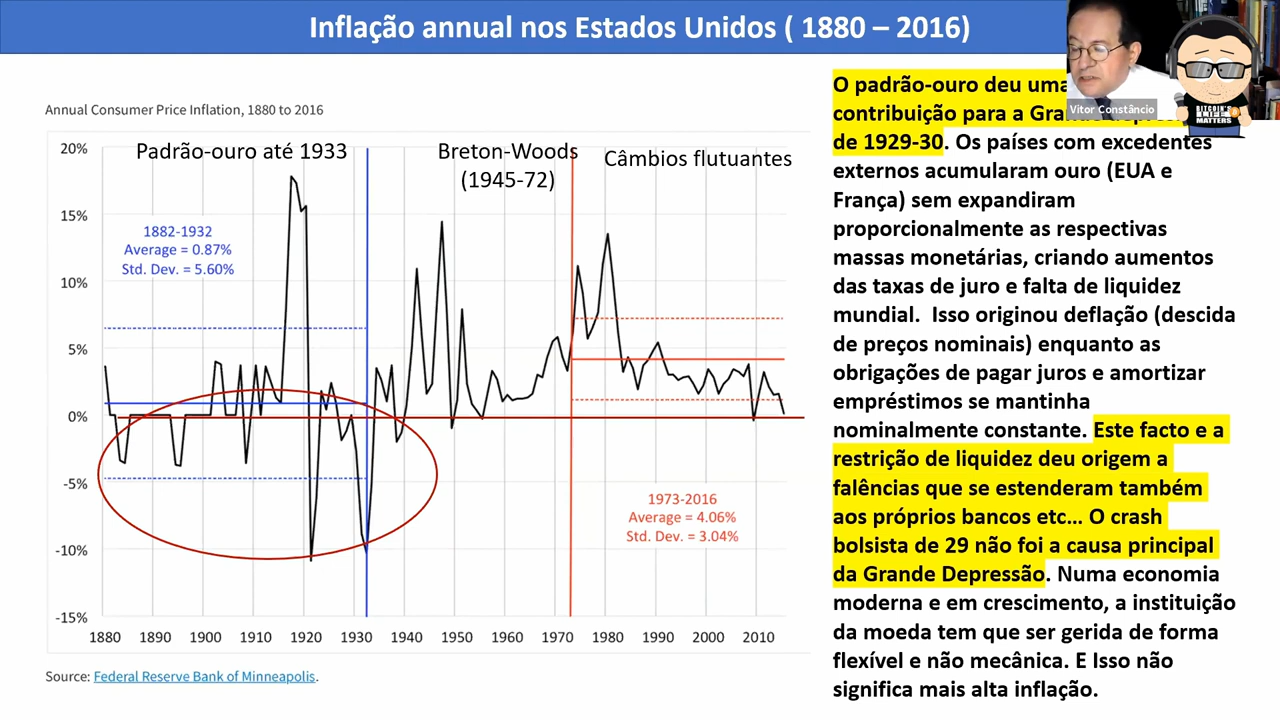 Inflação annual nos Estados Unidos ( 1880 – 2016)
Vitor Constâncio
BITCOIN'S
LIFE
MATTERS
Annual Consumer Price Inflation, 1880 to 2016
Padrão-ouro até 1933
Breton-Woods
(1945-72)
Câmbios flutuantes
20%
15%
10%
5%
0%
-5%
-10%
-15%
1882-1932
Average = 0.87%
Std. Dev. = 5.60%
1973-2016
Average = 4.06%
Std. Dev. = 3.04%
1880 1890 1900 1910 1920 1930 1940 1950 1960 1970 1980 1990 2000 2010
Source: Federal Reserve Bank of Minneapolis.
O padrão-ouro deu uma
contribuição para a
de 1929-30. Os países com excedentes
externos acumularam ouro (EUA e
França) sem expandiram
proporcionalmente as respectivas
massas monetárias, criando aumentos
das taxas de juro e falta de liquidez
mundial. Isso originou deflação (descida
de preços nominais) enquanto as
obrigações de pagar juros e amortizar
empréstimos se mantinha
nominalmente constante. Este facto e a
restrição de liquidez deu origem a
falências que se estenderam também
aos próprios bancos etc... O crash
bolsista de 29 não foi a causa principal
da Grande Depressão. Numa economia
moderna e em crescimento, a instituição
da moeda tem que ser gerida de forma
flexível e não mecânica. E Isso não
significa mais alta inflação.